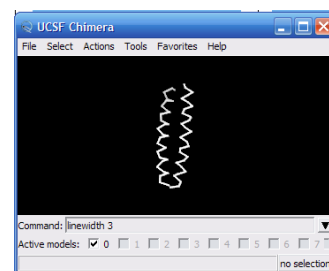 UCSF Chimera
File Select Actions Tools Favorites Help
Command: linewidth 3
Active models: 0 1 2 3 4 5 6 7
no selection